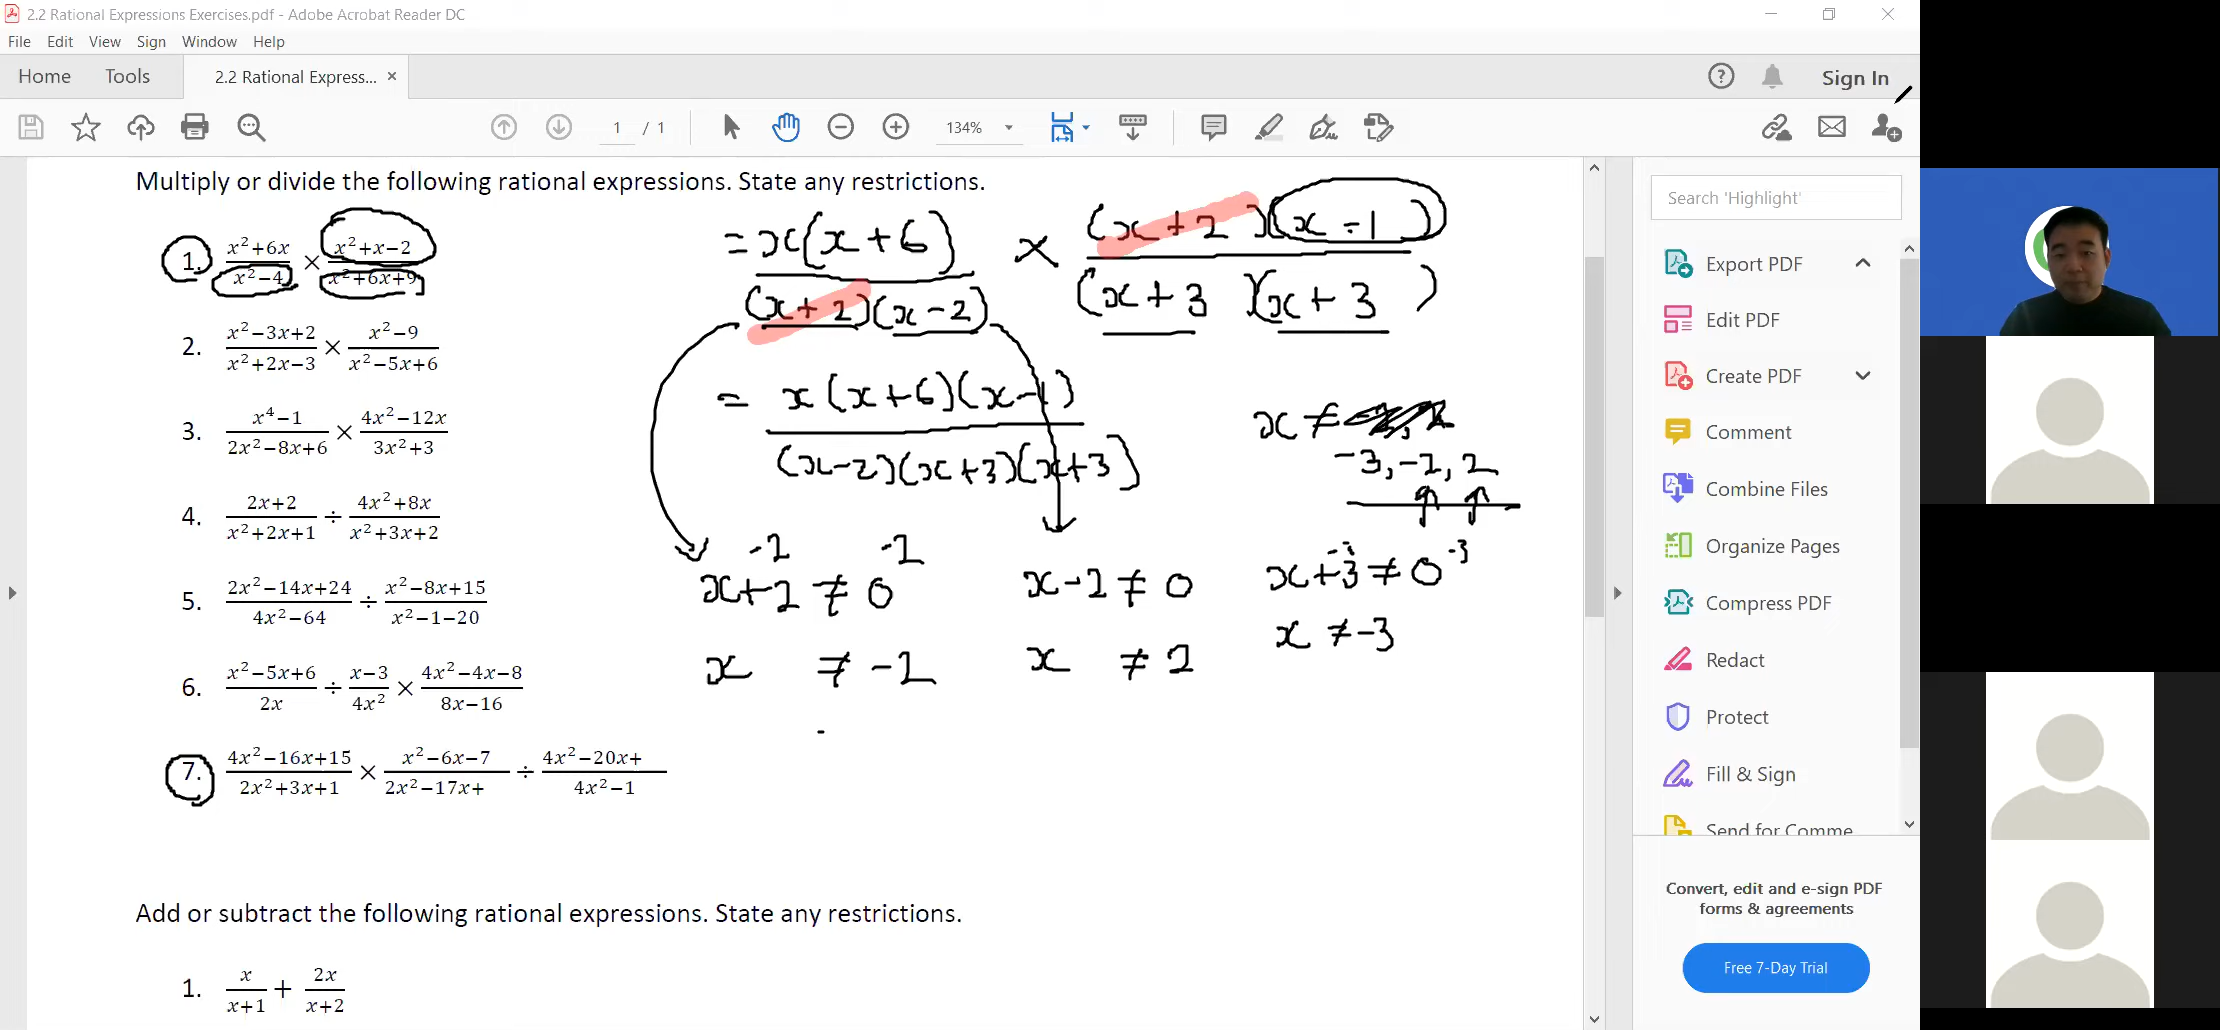 2.2 Rational Expressions Exercises.pdf - Adobe Acrobat Reader DC
File Edit View Sign Window Help
Home Tools 2.2 Rational Express... ×
Sign In
1 / 1
134%
Multiply or divide the following rational expressions. State any restrictions.
1. (x²+6x)/(x²−4) × (x²+x−2)/(x²+6x+9)
2. (x²−3x+2)/(x²+2x−3) × (x²−9)/(x²−5x+6)
3. (x⁴−1)/(2x²−8x+6) × (4x²−12x)/(3x²+3)
4. (2x+2)/(x²+2x+1) ÷ (4x²+8x)/(x²+3x+2)
5. (2x²−14x+24)/(4x²−64) ÷ (x²−8x+15)/(x²−1−20)
6. (x²−5x+6)/(2x) ÷ (x−3)/(4x²) × (4x²−4x−8)/(8x−16)
7. (4x²−16x+15)/(2x²+3x+1) × (x²−6x−7)/(2x²−17x+) ÷ (4x²−20x+)/(4x²−1)
= x(x+6) × (x+2)(x-1)
(x+2)(x-2) (x+3)(x+3)
= x(x+6)(x-1)
(x-2)(x+3)(x+3)
x ≠
-3, -2, 2
-2 -2
x+2 ≠ 0
x ≠ -2
x-2 ≠ 0
x ≠ 2
-3 -3
x+3 ≠ 0
x ≠ -3
Add or subtract the following rational expressions. State any restrictions.
1. x/(x+1) + 2x/(x+2)
Search 'Highlight'
Export PDF
Edit PDF
Create PDF
Comment
Combine Files
Organize Pages
Compress PDF
Redact
Protect
Fill & Sign
Send for Comme
Convert, edit and e-sign PDF
forms & agreements
Free 7-Day Trial